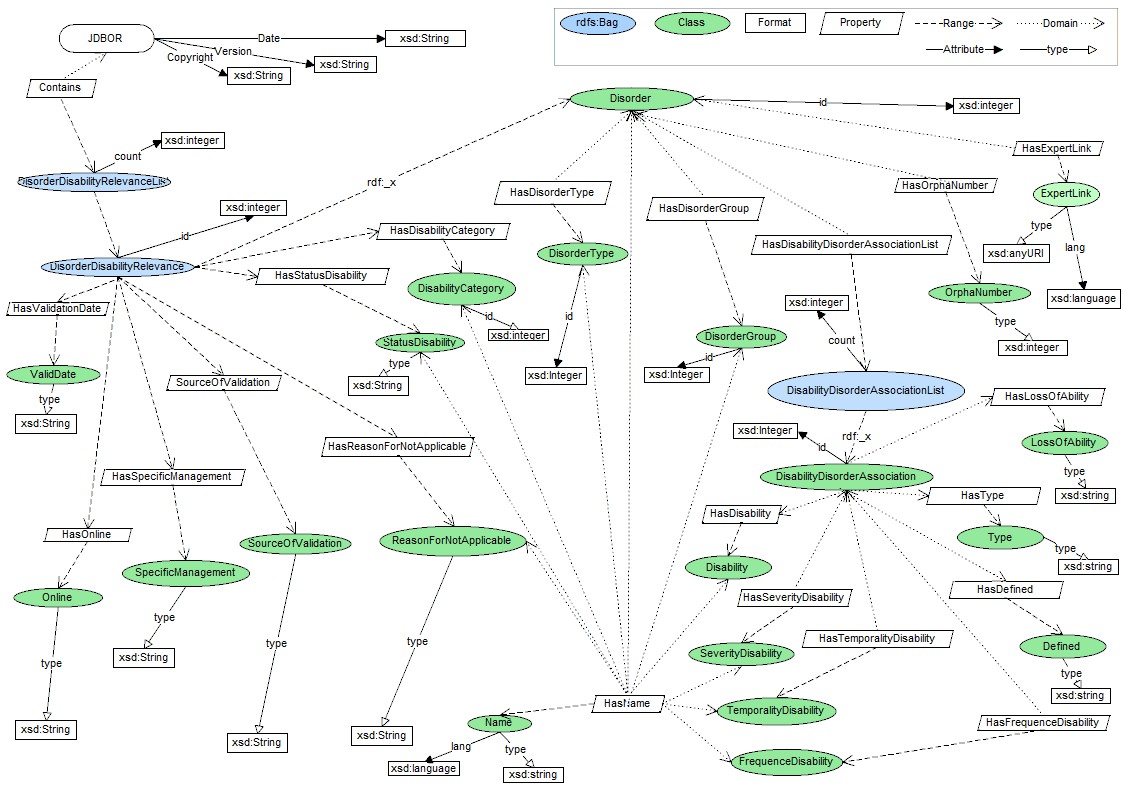 rdfs:Bag
Class
Format
Property
Range
Domain
Attribute
type
JDBOR
Date
xsd:String
Version
xsd:String
Copyright
xsd:String
Contains
Disorder
id
xsd:integer
count
xsd:integer
HasExpertLink
DisorderDisabilityRelevanceList
rdf:_x
HasDisorderType
HasOrphaNumber
ExpertLink
xsd:integer
HasDisorderGroup
type
id
HasDisabilityCategory
HasDisabilityDisorderAssociationList
xsd:anyURI
lang
DisorderDisabilityRelevance
HasStatusDisability
DisorderType
DisabilityCategory
OrphaNumber
xsd:language
HasValidationDate
id
xsd:integer
id
xsd:integer
type
StatusDisability
DisorderGroup
count
xsd:integer
type
id
ValidDate
SourceOfValidation
xsd:String
xsd:Integer
xsd:Integer
DisabilityDisorderAssociationList
type
HasLossOfAbility
xsd:String
xsd:Integer
rdf:_x
HasReasonForNotApplicable
id
LossOfAbility
HasSpecificManagement
DisabilityDisorderAssociation
type
HasType
xsd:string
HasDisability
HasOnline
ReasonForNotApplicable
Type
SourceOfValidation
type
Disability
xsd:string
SpecificManagement
HasDefined
Online
HasSeverityDisability
type
HasTemporalityDisability
type
type
Defined
SeverityDisability
xsd:String
type
type
xsd:string
HasName
TemporalityDisability
Name
HasFrequenceDisability
xsd:String
xsd:String
xsd:String
lang
type
FrequenceDisability
xsd:language
xsd:string